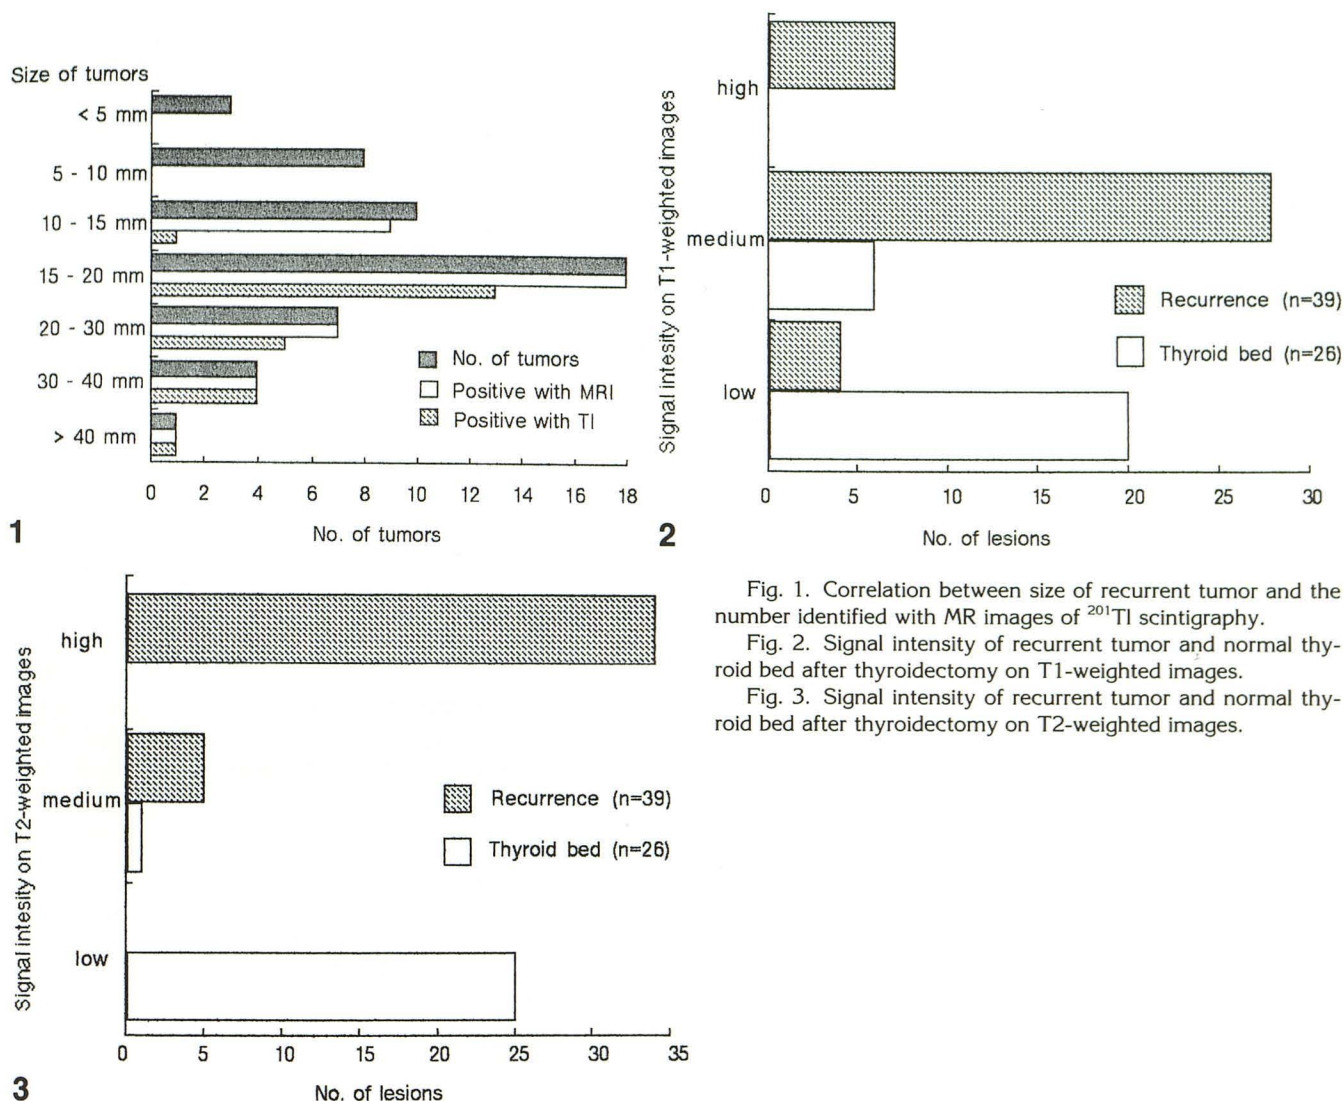 Size of tumors
< 5 mm
5 - 10 mm
10 - 15 mm
15 - 20 mm
20 - 30 mm
30 - 40 mm
> 40 mm
No. of tumors
Positive with MRI
Positive with TI
0 2 4 6 8 10 12 14 16 18
No. of tumors
1
Signal intesity on T1-weighted images
high
medium
low
Recurrence (n=39)
Thyroid bed (n=26)
0 5 10 15 20 25 30
No. of lesions
2
Signal intesity on T2-weighted images
high
medium
low
Recurrence (n=39)
Thyroid bed (n=26)
0 5 10 15 20 25 30 35
No. of lesions
3
Fig. 1. Correlation between size of recurrent tumor and the
number identified with MR images of ²⁰¹Tl scintigraphy.
Fig. 2. Signal intensity of recurrent tumor and normal thy-
roid bed after thyroidectomy on T1-weighted images.
Fig. 3. Signal intensity of recurrent tumor and normal thy-
roid bed after thyroidectomy on T2-weighted images.